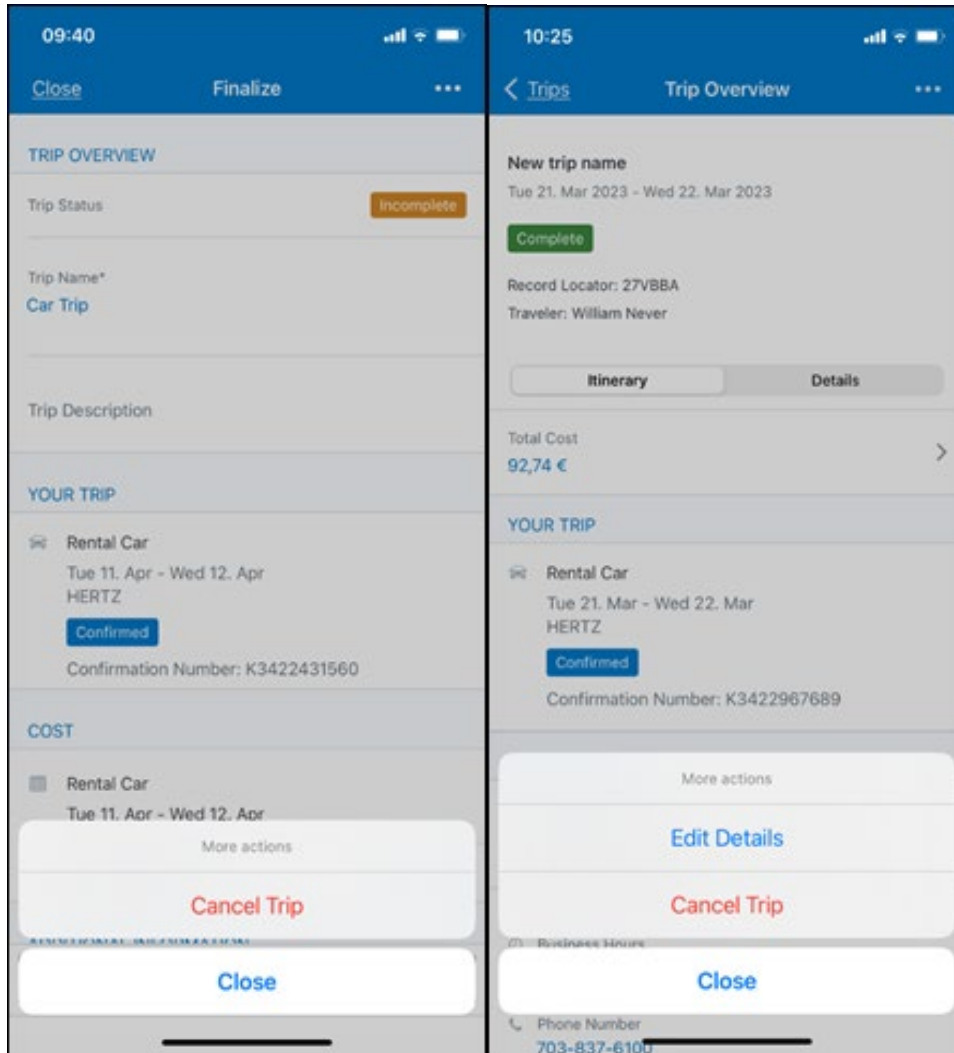 09:40
Close
Finalize
TRIP OVERVIEW
Trip Status
Incomplete
Trip Name*
Car Trip
Trip Description
YOUR TRIP
Rental Car
Tue 11. Apr - Wed 12. Apr
HERTZ
Confirmed
Confirmation Number: K3422431560
COST
Rental Car
Tue 11. Apr - Wed 12. Apr
More actions
Cancel Trip
ADDITIONAL INFORMATION
Close
10:25
Trips
Trip Overview
New trip name
Tue 21. Mar 2023 - Wed 22. Mar 2023
Complete
Record Locator: 27VBBA
Traveler: William Never
Itinerary Details
Total Cost
92,74 €
YOUR TRIP
Rental Car
Tue 21. Mar - Wed 22. Mar
HERTZ
Confirmed
Confirmation Number: K3422967689
More actions
Edit Details
Cancel Trip
Business Hours
Close
Phone Number
703-837-6100